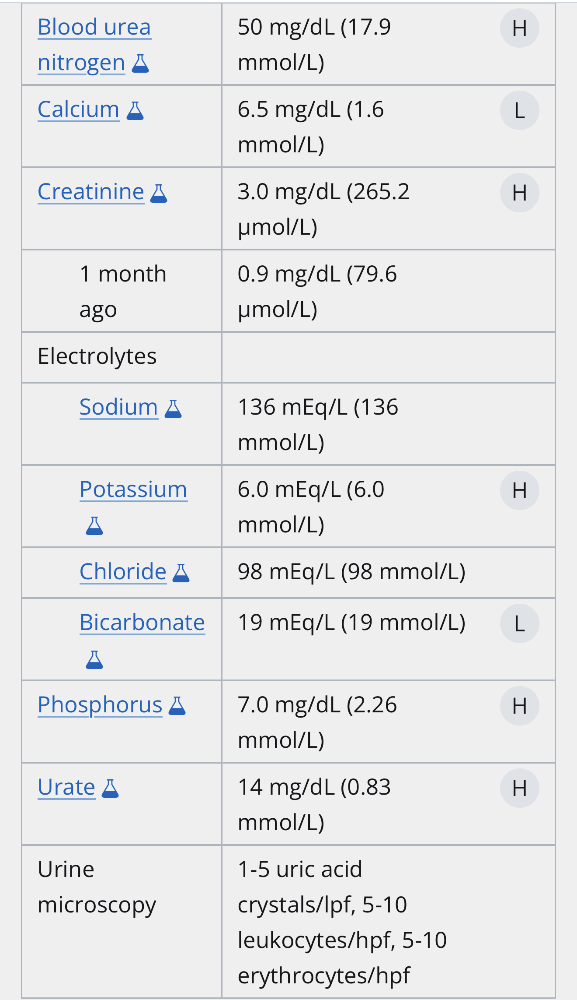 Blood urea
nitrogen
50 mg/dL (17.9
mmol/L)
H
Calcium
6.5 mg/dL (1.6
mmol/L)
L
Creatinine
3.0 mg/dL (265.2
µmol/L)
H
1 month
ago
0.9 mg/dL (79.6
µmol/L)
Electrolytes
Sodium
136 mEq/L (136
mmol/L)
Potassium
6.0 mEq/L (6.0
mmol/L)
H
Chloride
98 mEq/L (98 mmol/L)
Bicarbonate
19 mEq/L (19 mmol/L)
L
Phosphorus
7.0 mg/dL (2.26
mmol/L)
H
Urate
14 mg/dL (0.83
mmol/L)
H
Urine
microscopy
1-5 uric acid
crystals/lpf, 5-10
leukocytes/hpf, 5-10
erythrocytes/hpf